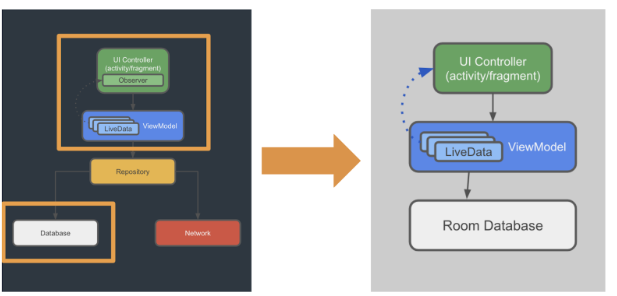 UI Controller
(activity/fragment)
Observer
LiveData
ViewModel
Repository
Database
Network
UI Controller
(activity/fragment)
LiveData
ViewModel
Room Database